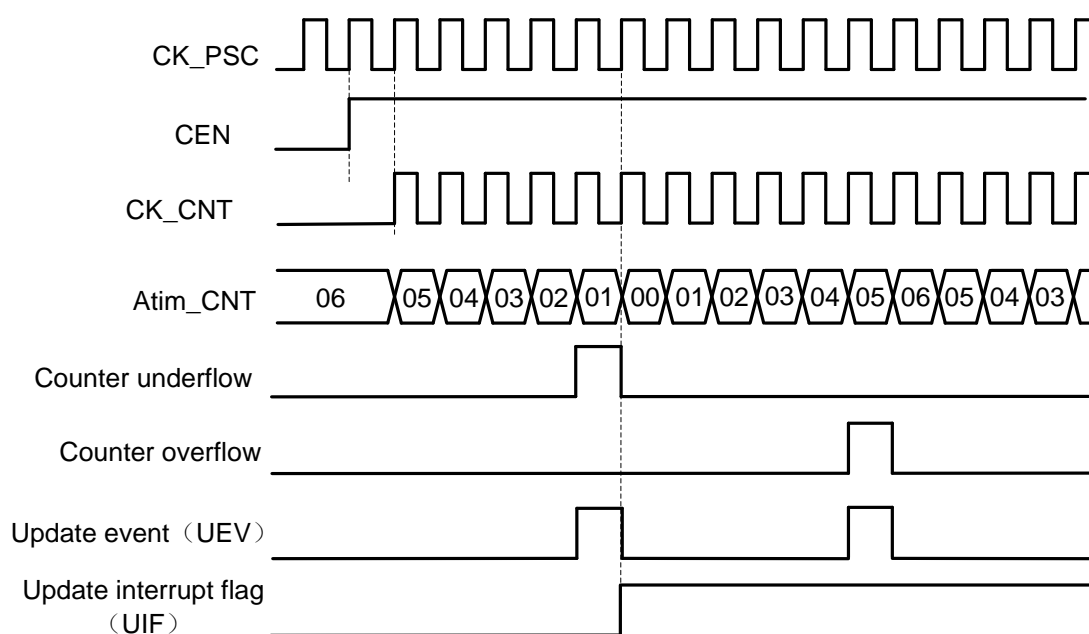 CK_PSC
CEN
CK_CNT
Atim_CNT 06 05 04 03 02 01 00 01 02 03 04 05 06 05 04 03
Counter underflow
Counter overflow
Update event（UEV）
Update interrupt flag
（UIF）